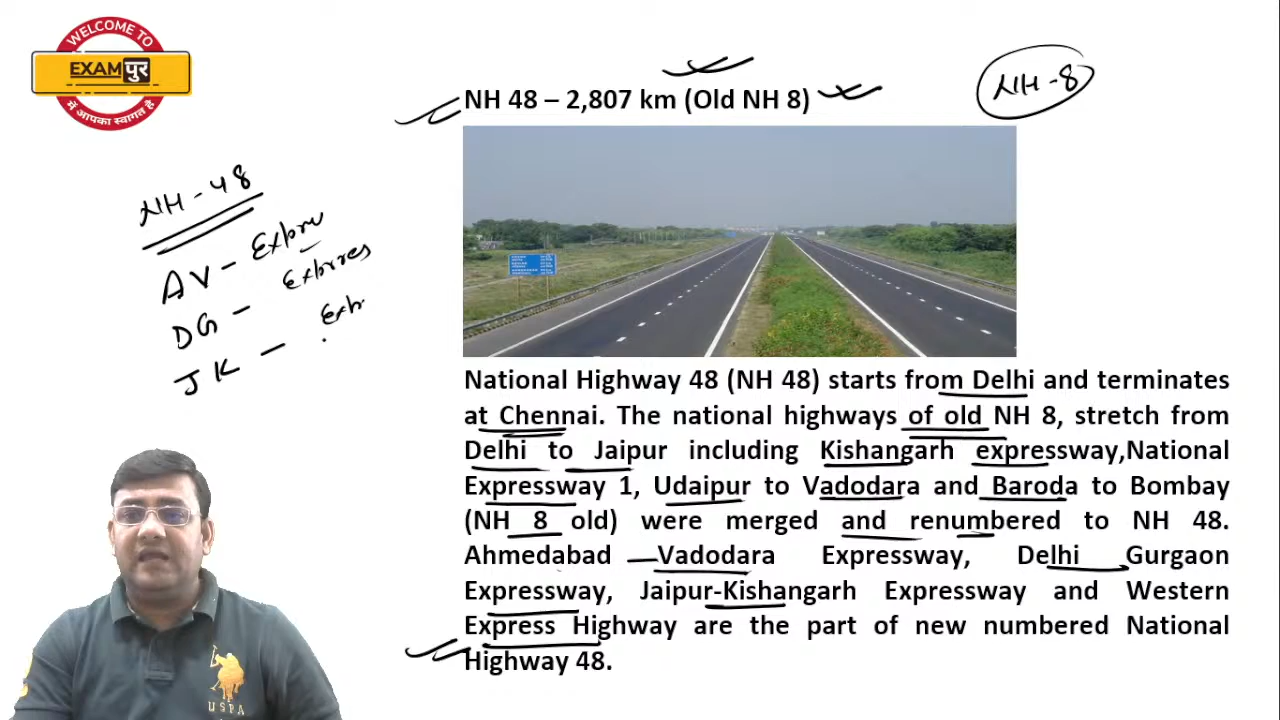 WELCOME TO
EXAMपुर
में आपका स्वागत है
NH 48 – 2,807 km (Old NH 8)
NH-8
NH-48
AV - Expre
DG - Expres
JK - Exp
National Highway 48 (NH 48) starts from Delhi and terminates
at Chennai. The national highways of old NH 8, stretch from
Delhi to Jaipur including Kishangarh expressway,National
Expressway 1, Udaipur to Vadodara and Baroda to Bombay
(NH 8 old) were merged and renumbered to NH 48.
Ahmedabad Vadodara Expressway, Delhi Gurgaon
Expressway, Jaipur-Kishangarh Expressway and Western
Express Highway are the part of new numbered National
Highway 48.
USPA